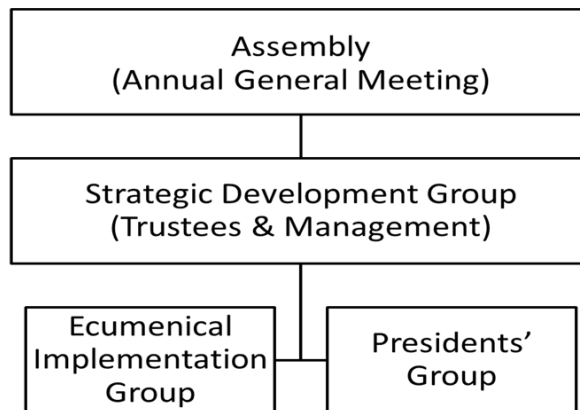 Assembly
(Annual General Meeting)
Strategic Development Group
(Trustees & Management)
Ecumenical
Implementation
Group
Presidents’
Group